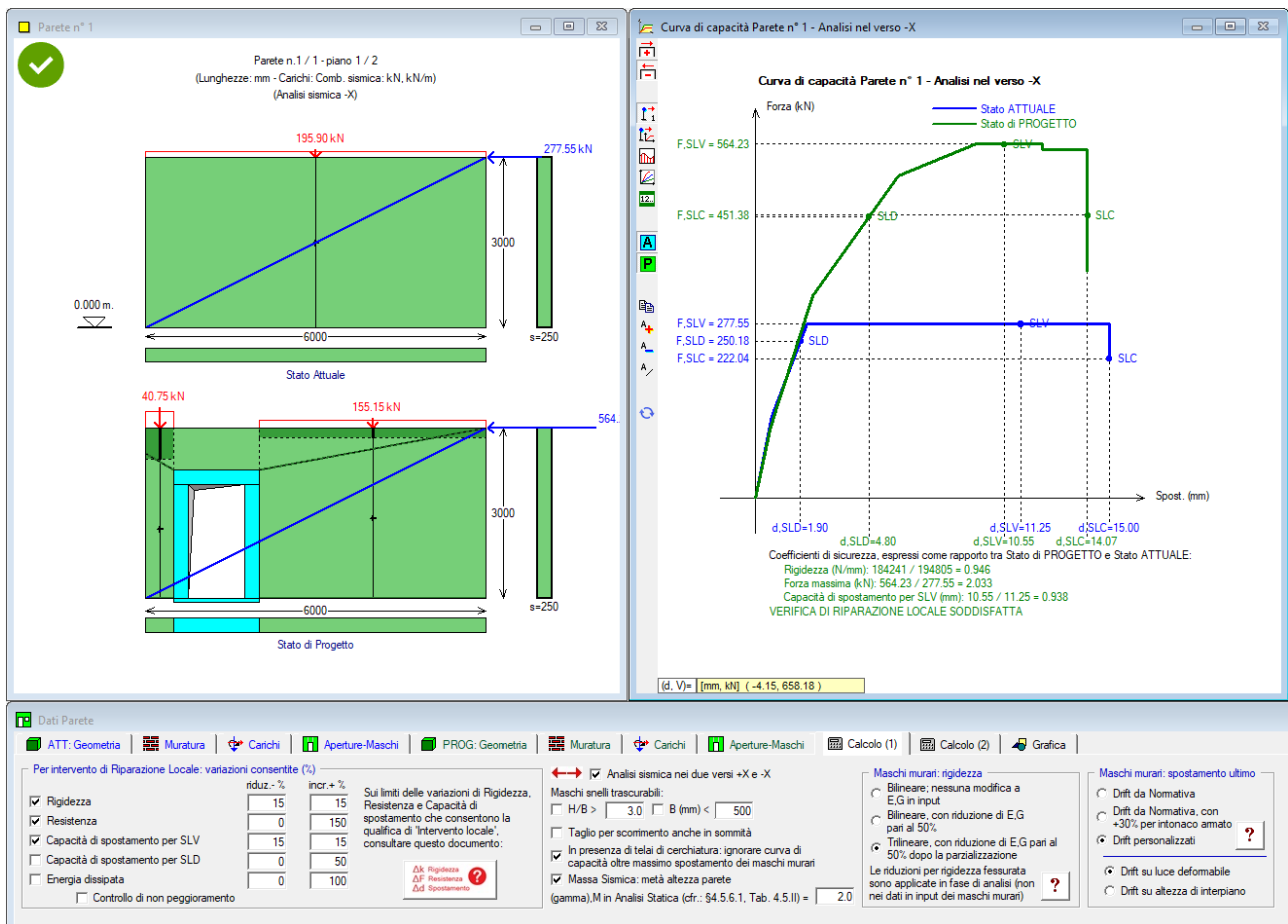 Parete n° 1
Parete n.1 / 1 - piano 1 / 2
(Lunghezze: mm - Carichi: Comb. sismica: kN, kN/m)
(Analisi sismica -X)
195.90 kN
277.55 kN
3000
0.000 m.
6000
s=250
Stato Attuale
40.75 kN
155.15 kN
564.
3000
6000
s=250
Stato di Progetto
Curva di capacità Parete n° 1 - Analisi nel verso -X
Curva di capacità Parete n° 1 - Analisi nel verso -X
Forza (kN)
Stato ATTUALE
Stato di PROGETTO
F,SLV = 564.23
SLV
F,SLC = 451.38
SLD
SLC
F,SLV = 277.55
SLV
F,SLD = 250.18
SLD
F,SLC = 222.04
SLC
Spost. (mm)
d,SLD=1.90
d,SLV=11.25
d,SLC=15.00
d,SLD=4.80
d,SLV=10.55
d,SLC=14.07
Coefficienti di sicurezza, espressi come rapporto tra Stato di PROGETTO e Stato ATTUALE:
Rigidezza (N/mm): 184241 / 194805 = 0.946
Forza massima (kN): 564.23 / 277.55 = 2.033
Capacità di spostamento per SLV (mm): 10.55 / 11.25 = 0.938
VERIFICA DI RIPARAZIONE LOCALE SODDISFATTA
(d, V)= [mm, kN] ( -4.15, 658.18 )
1
12..
A
P
A
A
A
Dati Parete
ATT: Geometria
Muratura
Carichi
Aperture-Maschi
PROG: Geometria
Muratura
Carichi
Aperture-Maschi
Calcolo (1)
Calcolo (2)
Grafica
Per intervento di Riparazione Locale: variazioni consentite (%)
riduz.- %
incr.+ %
Rigidezza 15 15
Resistenza 0 150
Capacità di spostamento per SLV 15 15
Capacità di spostamento per SLD 0 50
Energia dissipata 0 100
Controllo di non peggioramento
Sui limiti delle variazioni di Rigidezza,
Resistenza e Capacità di
spostamento che consentono la
qualifica di 'Intervento locale',
consultare questo documento:
Δk Rigidezza
ΔF Resistenza
Δd Spostamento
?
Analisi sismica nei due versi +X e -X
Maschi snelli trascurabili:
H/B > 3.0 B (mm) < 500
Taglio per scorrimento anche in sommità
In presenza di telai di cerchiatura: ignorare curva di
capacità oltre massimo spostamento dei maschi murari
Massa Sismica: metà altezza parete
(gamma),M in Analisi Statica (cfr.: §4.5.6.1, Tab. 4.5.II) = 2.0
Maschi murari: rigidezza
Bilineare; nessuna modifica a
E,G in input
Bilineare, con riduzione di E,G
pari al 50%
Trilineare, con riduzione di E,G pari al
50% dopo la parzializzazione
Le riduzioni per rigidezza fessurata
sono applicate in fase di analisi (non
nei dati in input dei maschi murari)
?
Maschi murari: spostamento ultimo
Drift da Normativa
Drift da Normativa, con
+30% per intonaco armato
Drift personalizzati
?
Drift su luce deformabile
Drift su altezza di interpiano